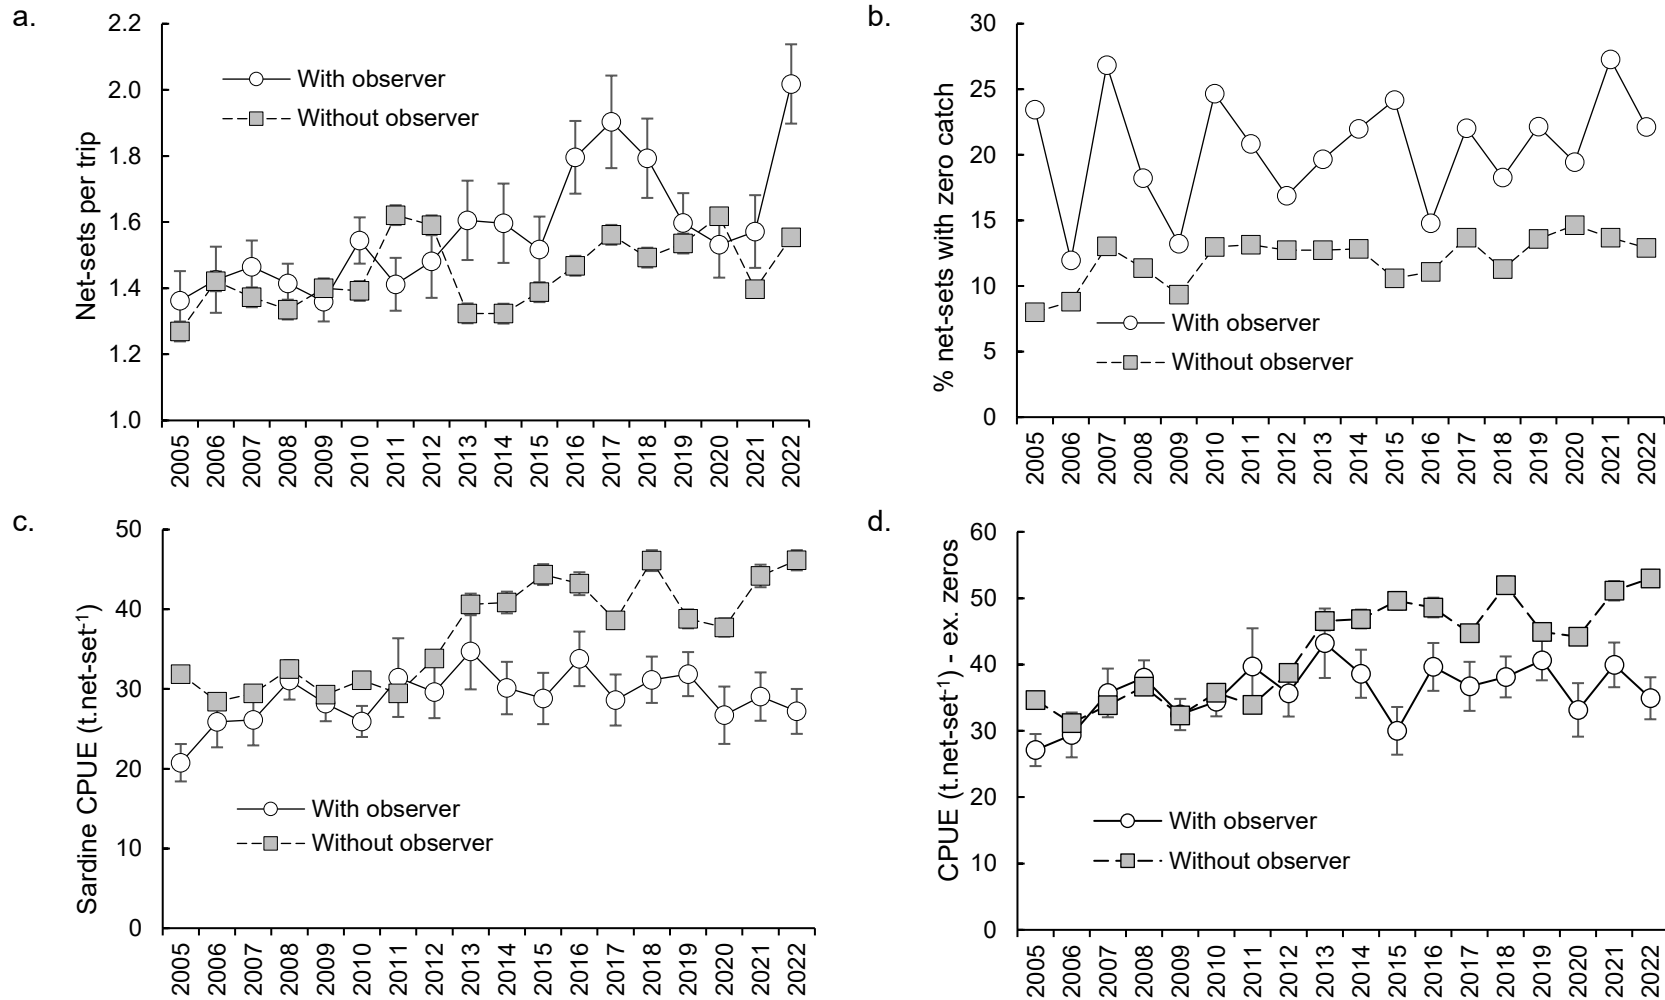 a.
Net-sets per trip
2.2
2.0
1.8
1.6
1.4
1.2
1.0
With observer
Without observer
2005 2006 2007 2008 2009 2010 2011 2012 2013 2014 2015 2016 2017 2018 2019 2020 2021 2022
b.
% net-sets with zero catch
30
25
20
15
10
5
0
With observer
Without observer
2005 2006 2007 2008 2009 2010 2011 2012 2013 2014 2015 2016 2017 2018 2019 2020 2021 2022
c.
Sardine CPUE (t.net-set⁻¹)
50
40
30
20
10
0
With observer
Without observer
2005 2006 2007 2008 2009 2010 2011 2012 2013 2014 2015 2016 2017 2018 2019 2020 2021 2022
d.
CPUE (t.net-set⁻¹) - ex. zeros
60
50
40
30
20
10
0
With observer
Without observer
2005 2006 2007 2008 2009 2010 2011 2012 2013 2014 2015 2016 2017 2018 2019 2020 2021 2022